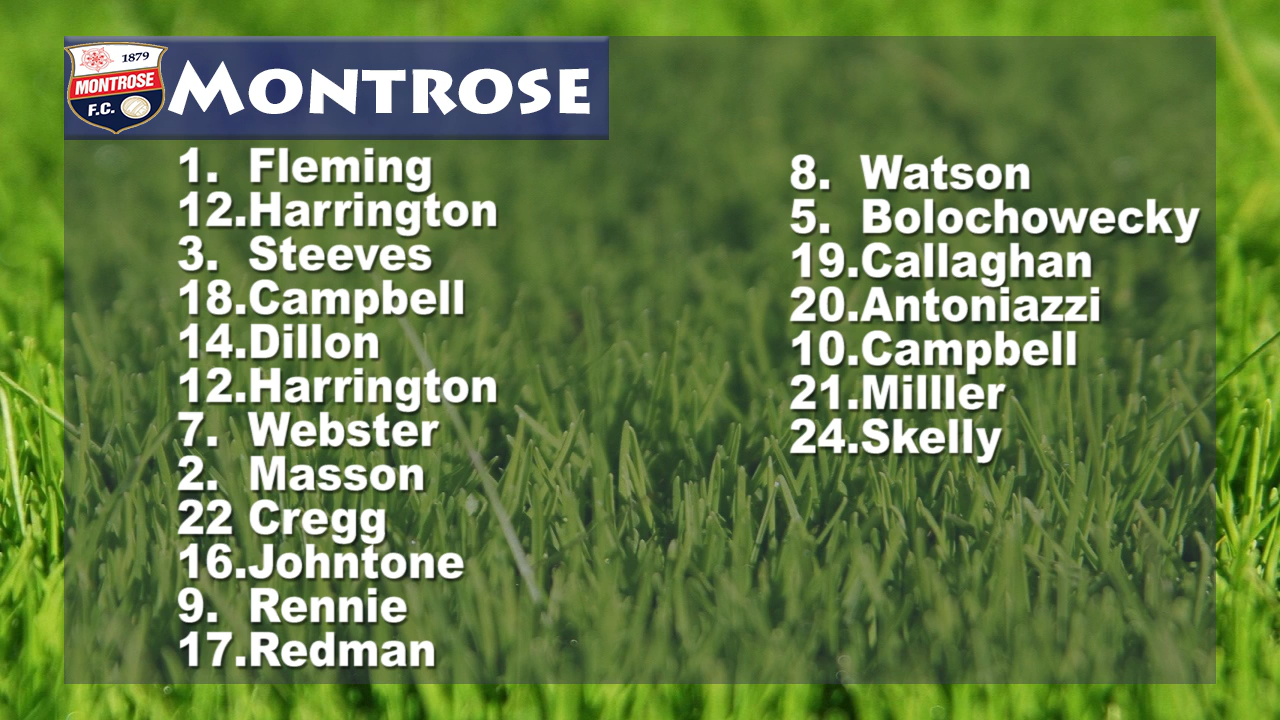 1879
MONTROSE
F.C.
MONTROSE
1. Fleming
12.Harrington
3. Steeves
18.Campbell
14.Dillon
12.Harrington
7. Webster
2. Masson
22 Cregg
16.Johntone
9. Rennie
17.Redman
8. Watson
5. Bolochowecky
19.Callaghan
20.Antoniazzi
10.Campbell
21.Milller
24.Skelly